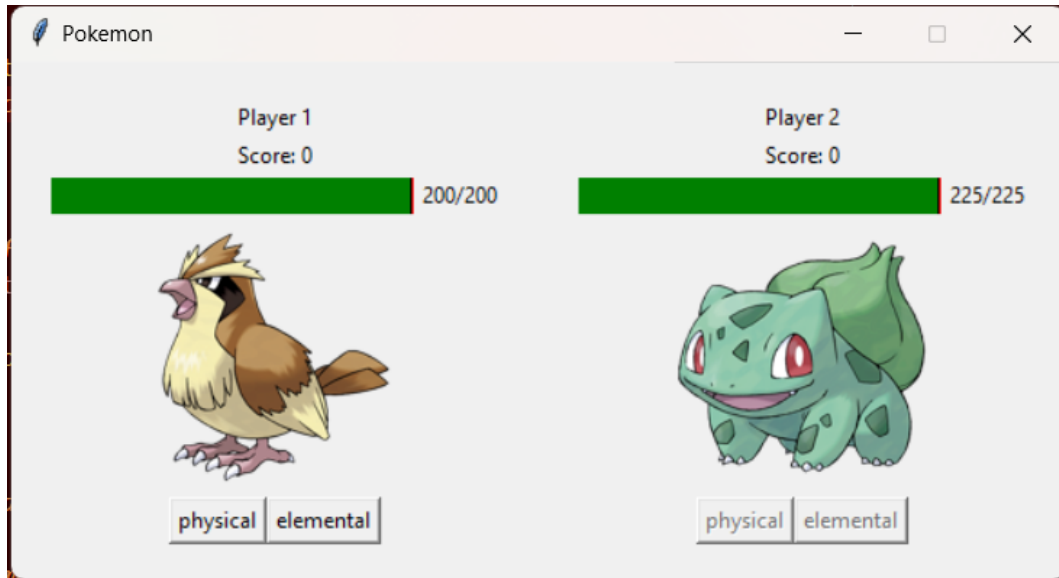 Pokemon
Player 1
Score: 0
200/200
physical elemental
Player 2
Score: 0
225/225
physical elemental